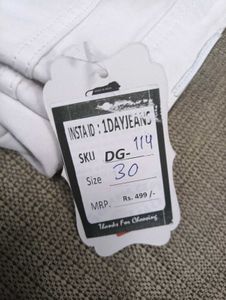 INSTA ID : 1DAYJEANS
SKU DG-114
Size 30
MRP. Rs. 499 /-
Thanks For Choosing